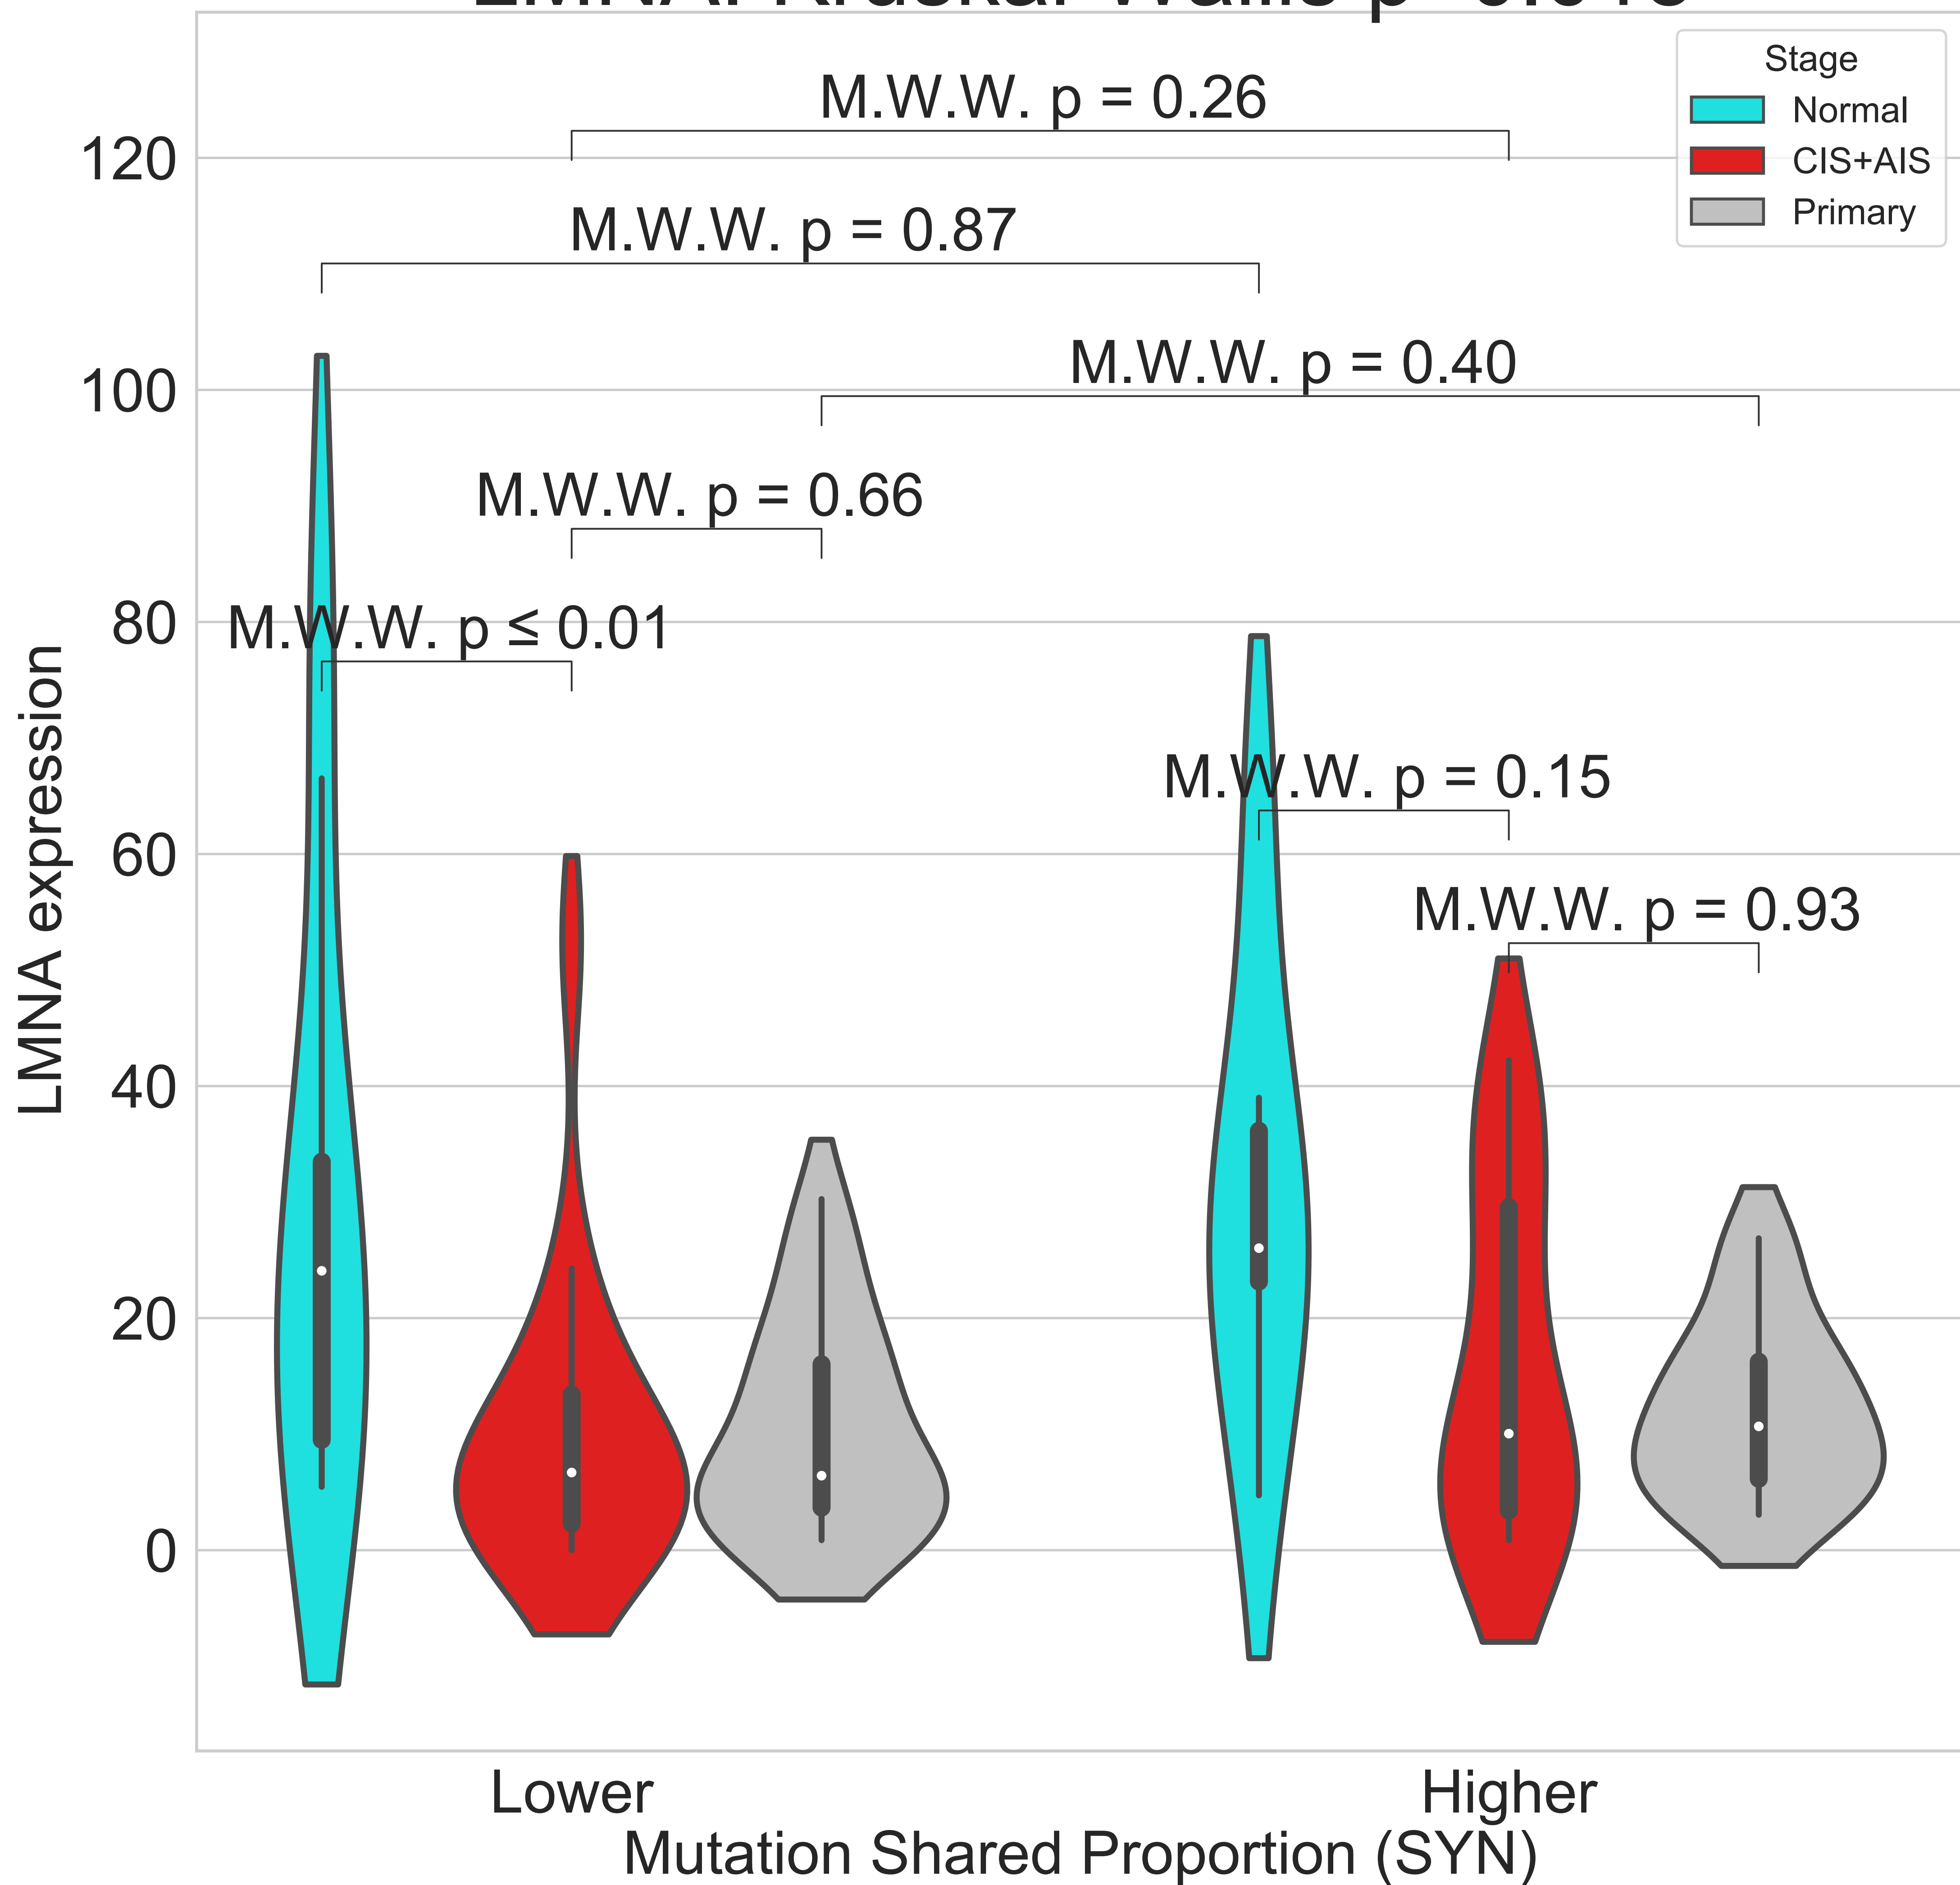 M.W.W. p = 0.26
M.W.W. p = 0.87
M.W.W. p = 0.40
M.W.W. p = 0.66
M.W.W. p ≤ 0.01
M.W.W. p = 0.15
M.W.W. p = 0.93
Stage
Normal
CIS+AIS
Primary
120
100
80
60
40
20
0
LMNA expression
Lower
Higher
Mutation Shared Proportion (SYN)